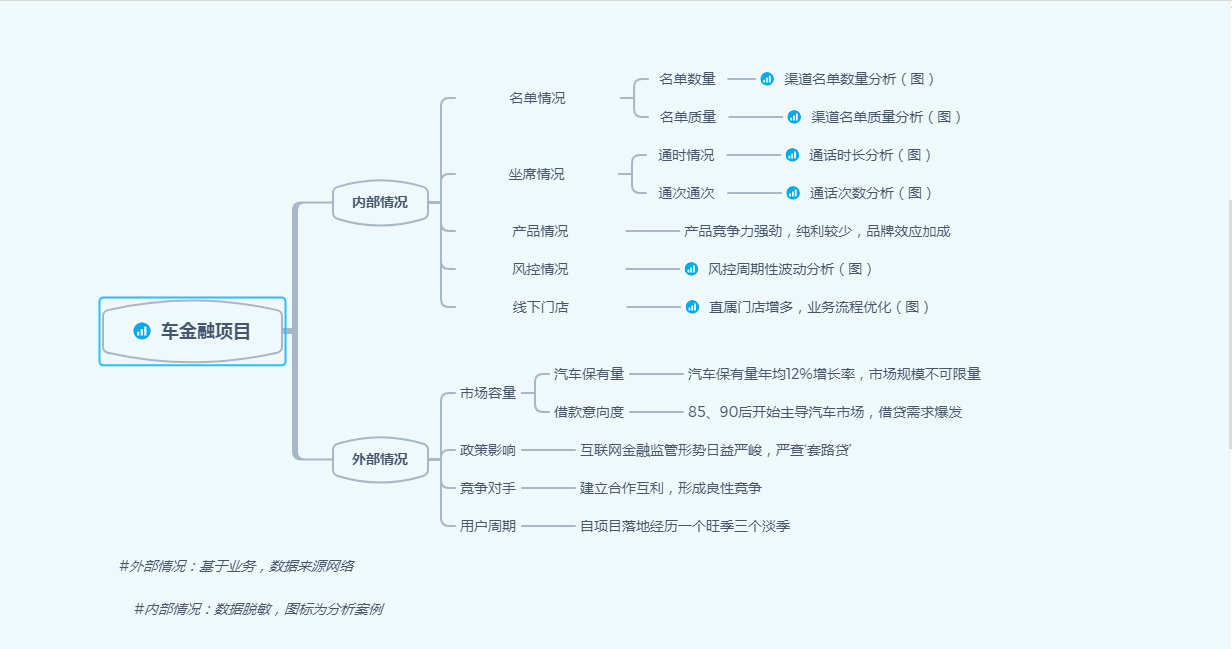 名单数量
渠道名单数量分析（图）
名单情况
名单质量
渠道名单质量分析（图）
通时情况
通话时长分析（图）
坐席情况
通次通次
通话次数分析（图）
内部情况
产品情况
产品竞争力强劲，纯利较少，品牌效应加成
风控情况
风控周期性波动分析（图）
线下门店
直属门店增多，业务流程优化（图）
车金融项目
汽车保有量
汽车保有量年均12%增长率，市场规模不可限量
市场容量
借款意向度
85、90后开始主导汽车市场，借贷需求爆发
政策影响
互联网金融监管形势日益严峻，严查'套路贷'
外部情况
竞争对手
建立合作互利，形成良性竞争
用户周期
自项目落地经历一个旺季三个淡季
#外部情况：基于业务，数据来源网络
#内部情况：数据脱敏，图标为分析案例